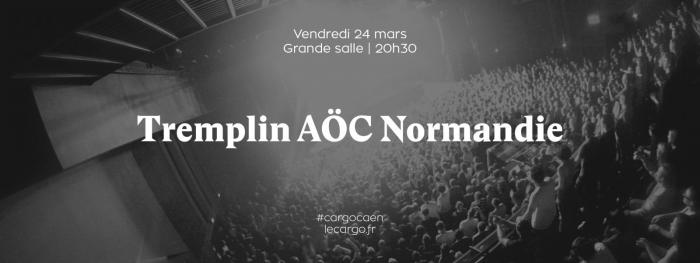 Vendredi 24 mars
Grande salle | 20h30
Tremplin AÖC Normandie
#cargocaen
lecargo.fr